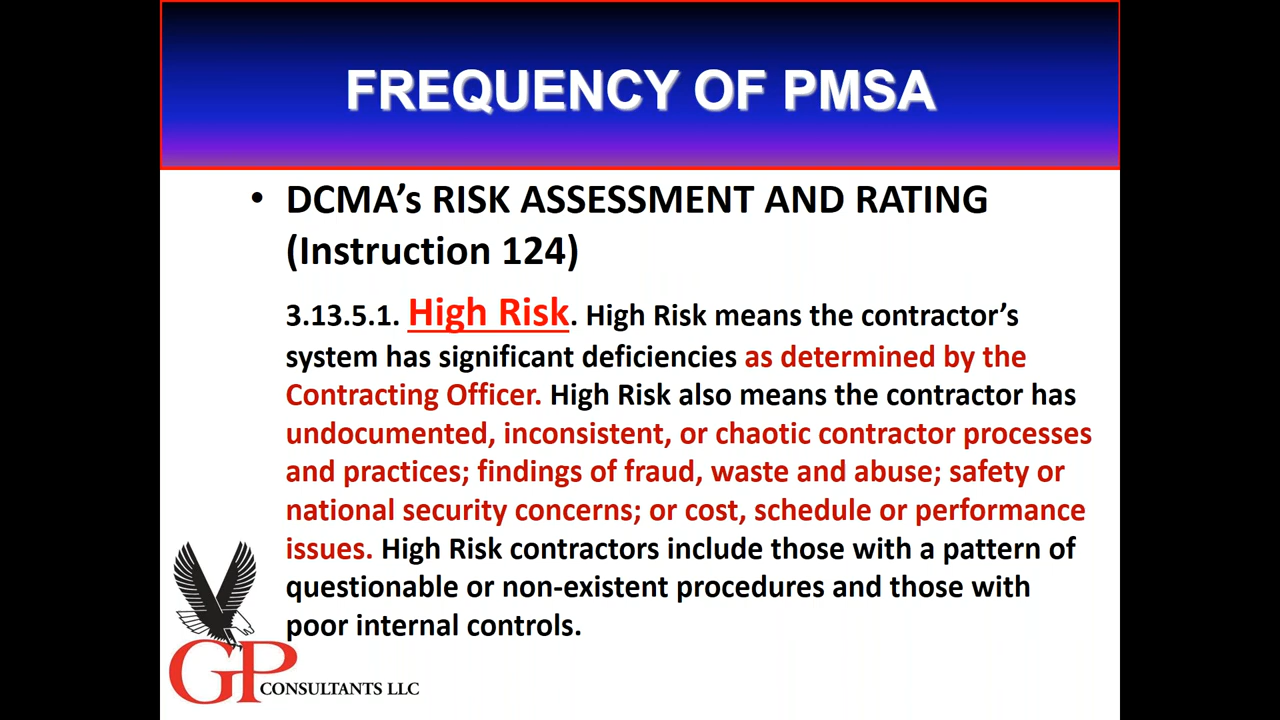 FREQUENCY OF PMSA
• DCMA’s RISK ASSESSMENT AND RATING
(Instruction 124)
3.13.5.1. High Risk. High Risk means the contractor’s
system has significant deficiencies as determined by the
Contracting Officer. High Risk also means the contractor has
undocumented, inconsistent, or chaotic contractor processes
and practices; findings of fraud, waste and abuse; safety or
national security concerns; or cost, schedule or performance
issues. High Risk contractors include those with a pattern of
questionable or non-existent procedures and those with
poor internal controls.
GP CONSULTANTS LLC